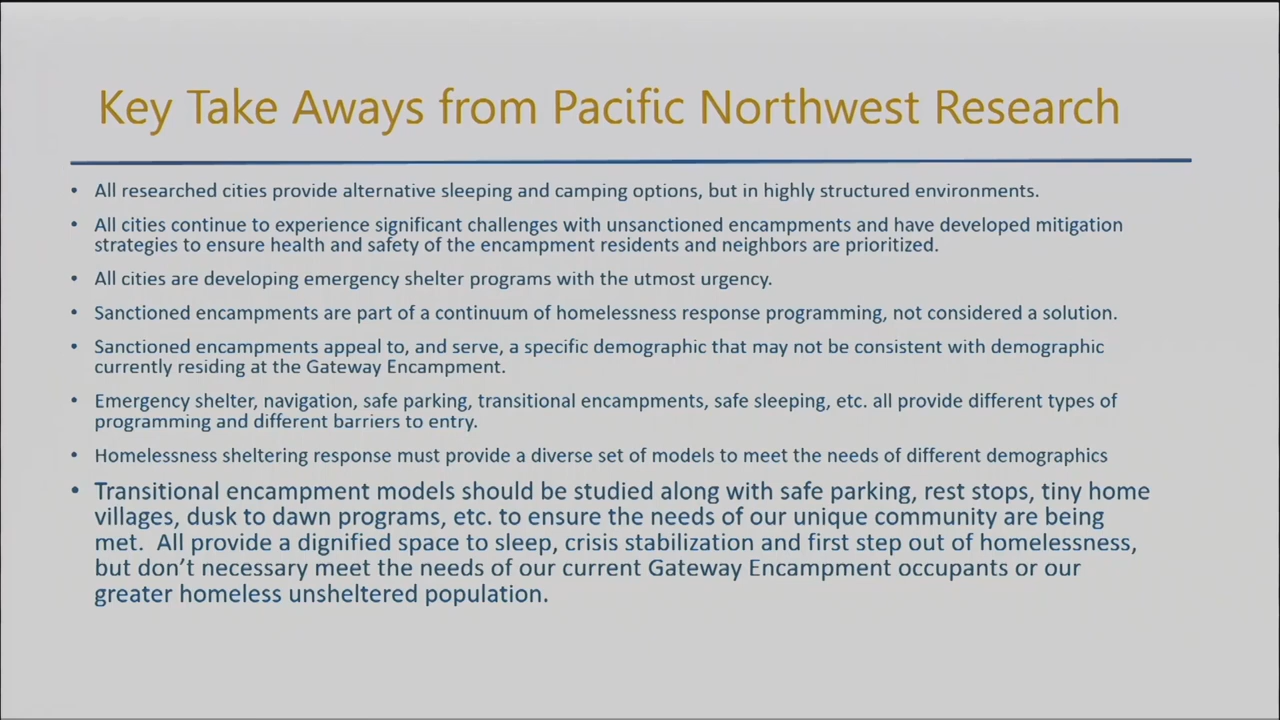 Key Take Aways from Pacific Northwest Research
• All researched cities provide alternative sleeping and camping options, but in highly structured environments.
• All cities continue to experience significant challenges with unsanctioned encampments and have developed mitigation
strategies to ensure health and safety of the encampment residents and neighbors are prioritized.
• All cities are developing emergency shelter programs with the utmost urgency.
• Sanctioned encampments are part of a continuum of homelessness response programming, not considered a solution.
• Sanctioned encampments appeal to, and serve, a specific demographic that may not be consistent with demographic
currently residing at the Gateway Encampment.
• Emergency shelter, navigation, safe parking, transitional encampments, safe sleeping, etc. all provide different types of
programming and different barriers to entry.
• Homelessness sheltering response must provide a diverse set of models to meet the needs of different demographics
• Transitional encampment models should be studied along with safe parking, rest stops, tiny home
villages, dusk to dawn programs, etc. to ensure the needs of our unique community are being
met.  All provide a dignified space to sleep, crisis stabilization and first step out of homelessness,
but don’t necessary meet the needs of our current Gateway Encampment occupants or our
greater homeless unsheltered population.